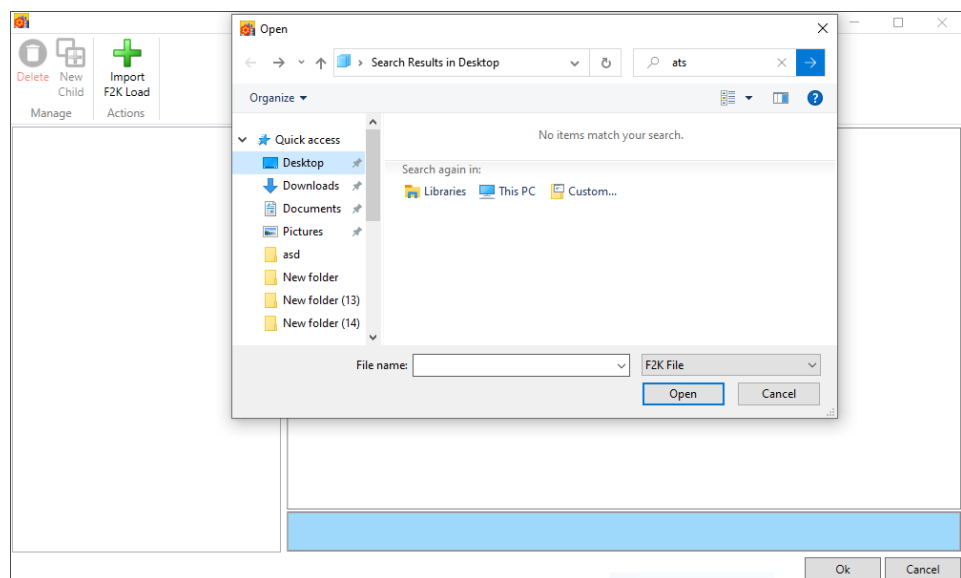 Open
Delete
New Child
Import F2K Load
Manage
Actions
Search Results in Desktop
ats
Organize
?
Quick access
Desktop
Downloads
Documents
Pictures
asd
New folder
New folder (13)
New folder (14)
No items match your search.
Search again in:
Libraries
This PC
Custom...
File name:
F2K File
Open
Cancel
Ok
Cancel